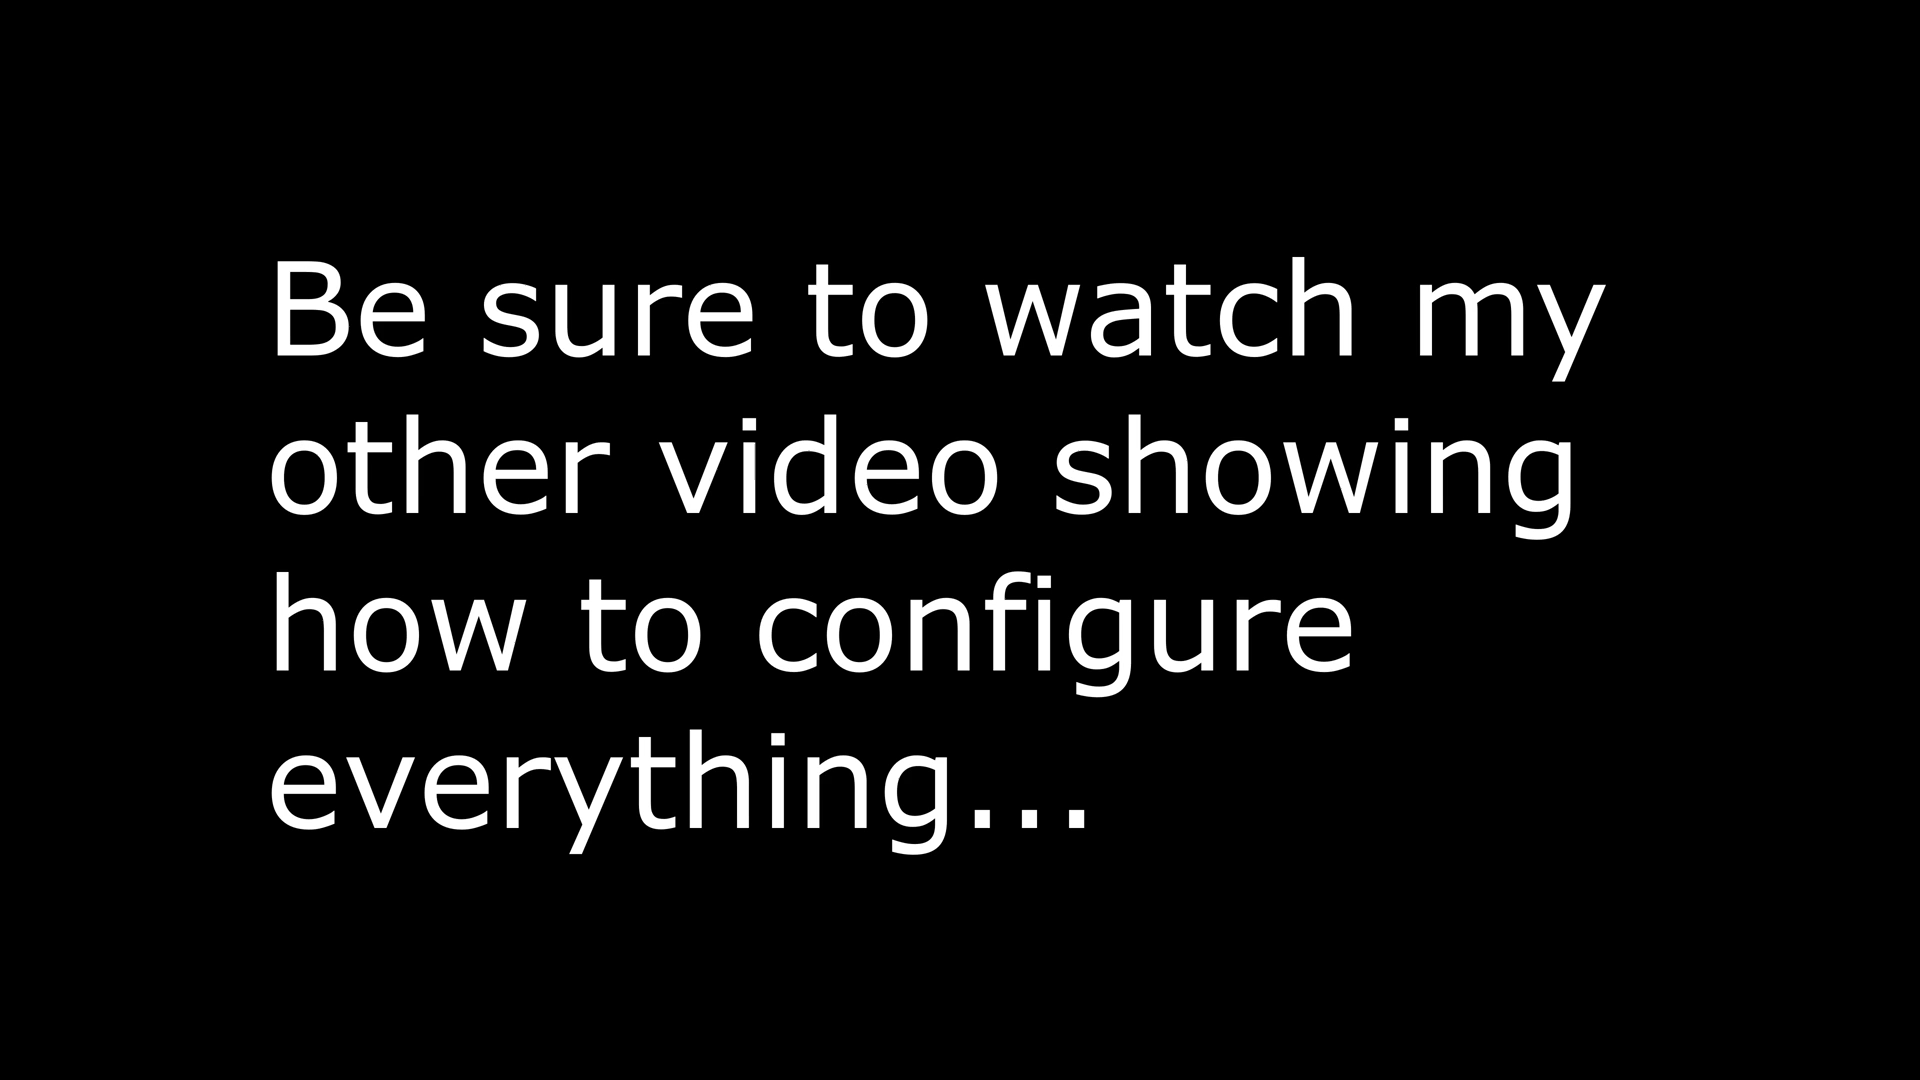 Be sure to watch my
other video showing
how to configure
everything...